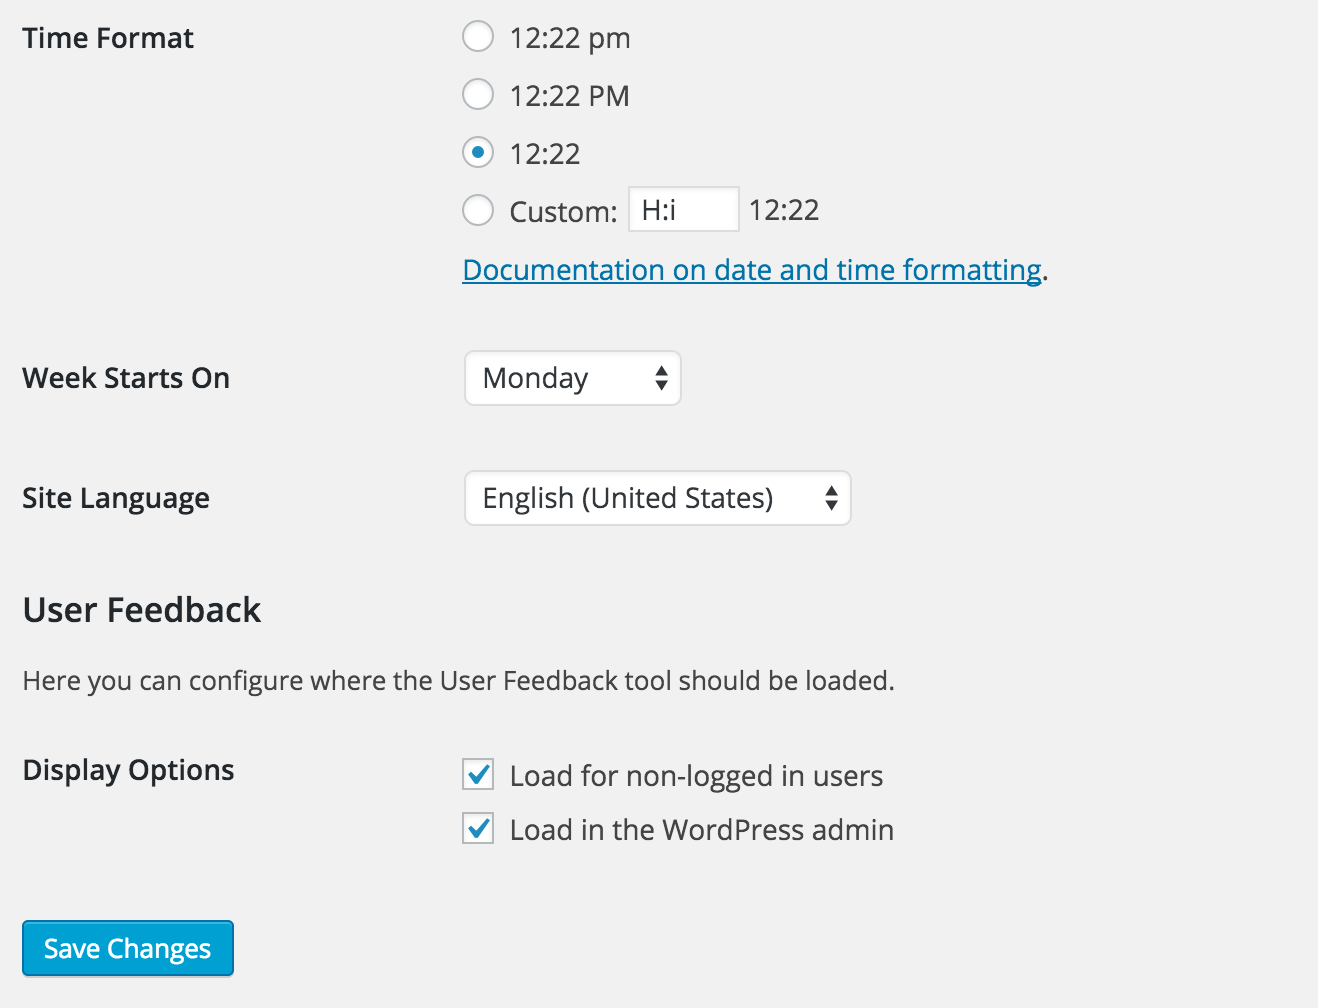 Time Format
12:22 pm
12:22 PM
12:22
Custom: H:i 12:22
Documentation on date and time formatting.
Week Starts On
Monday
Site Language
English (United States)
User Feedback
Here you can configure where the User Feedback tool should be loaded.
Display Options
Load for non-logged in users
Load in the WordPress admin
Save Changes